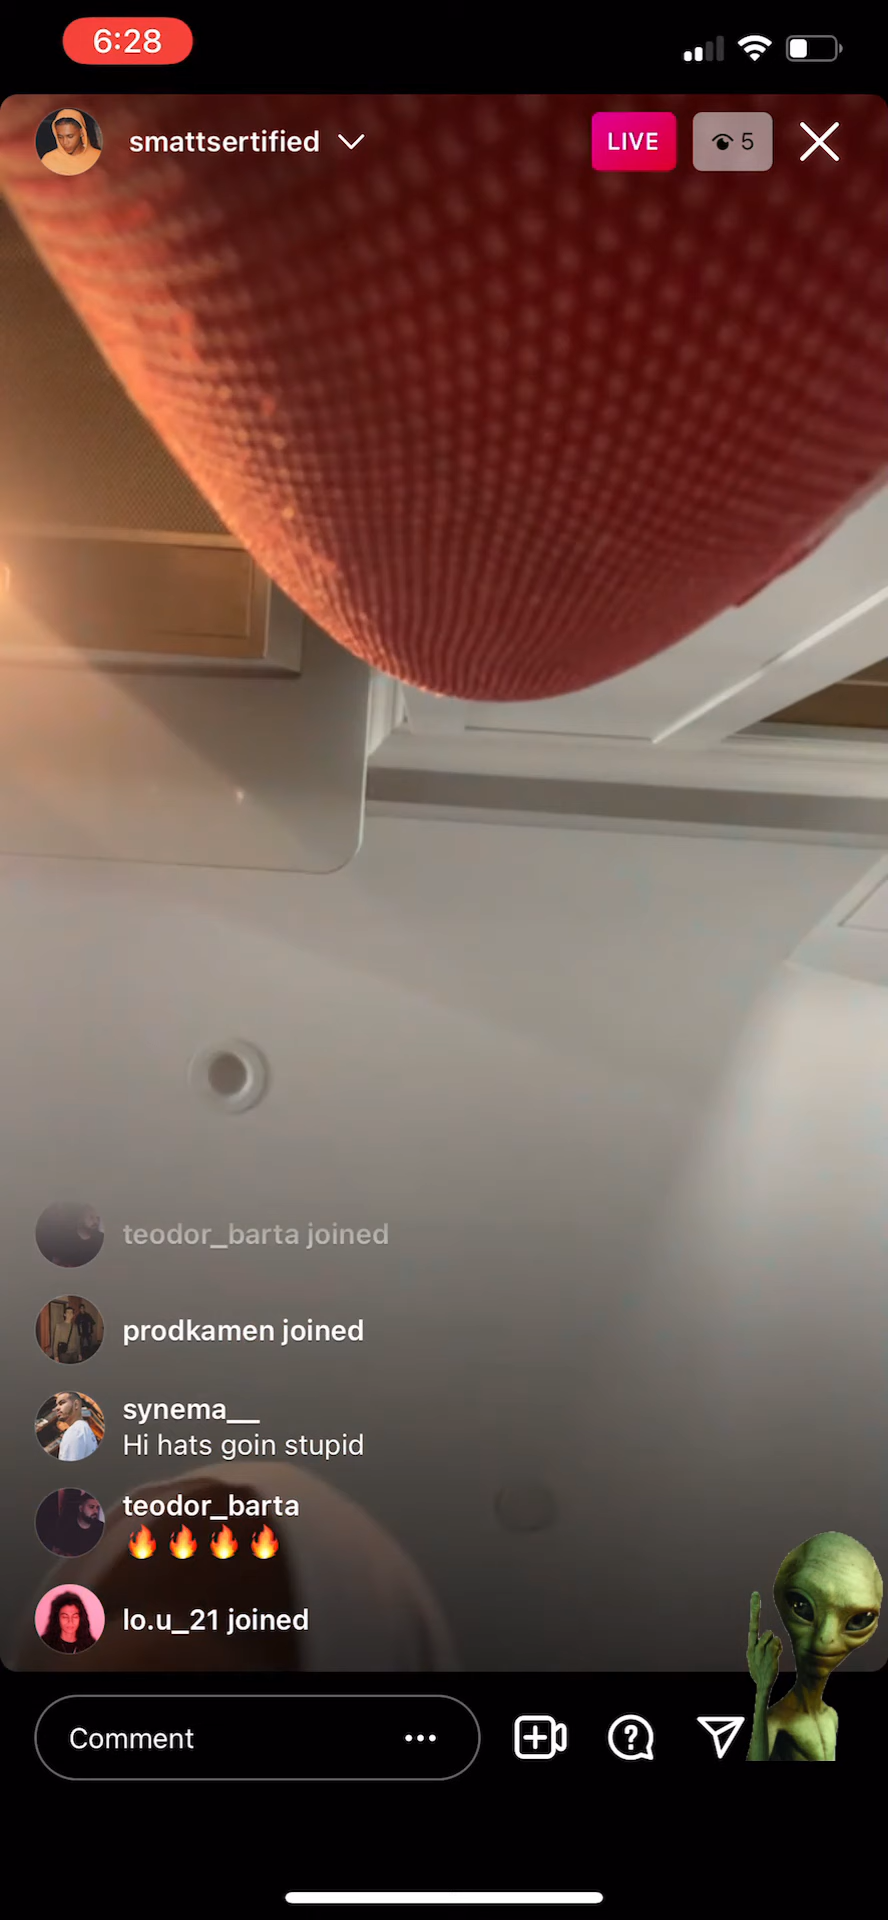 6:28
smattsertified
LIVE
5
teodor_barta joined
prodkamen joined
synema__
Hi hats goin stupid
teodor_barta
🔥🔥🔥🔥
lo.u_21 joined
Comment